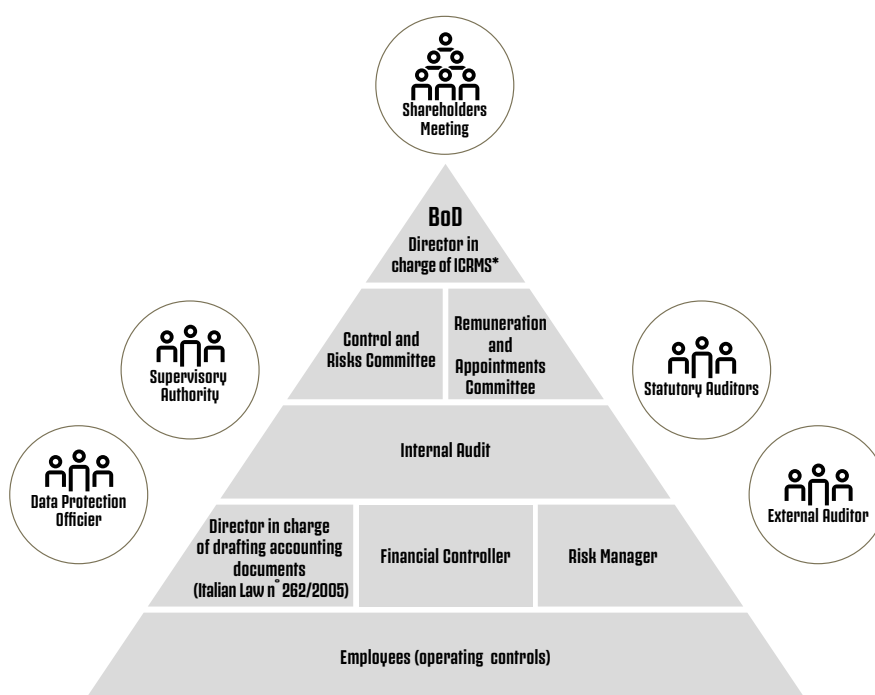 Shareholders
Meeting
BoD
Director in
charge of ICRMS*
Control and
Risks Committee
Remuneration
and
Appointments
Committee
Supervisory
Authority
Statutory Auditors
Internal Audit
Data Protection
Officier
External Auditor
Director in charge
of drafting accounting
documents
(Italian Law n° 262/2005)
Financial Controller
Risk Manager
Employees (operating controls)